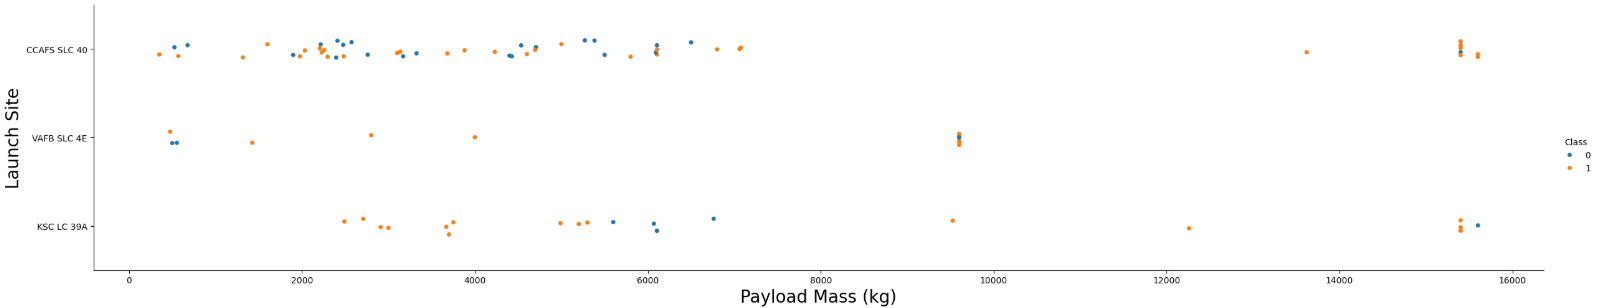 CCAFS SLC 40
VAFB SLC 4E
KSC LC 39A
Launch Site
0 2000 4000 6000 8000 10000 12000 14000 16000
Payload Mass (kg)
Class
0
1